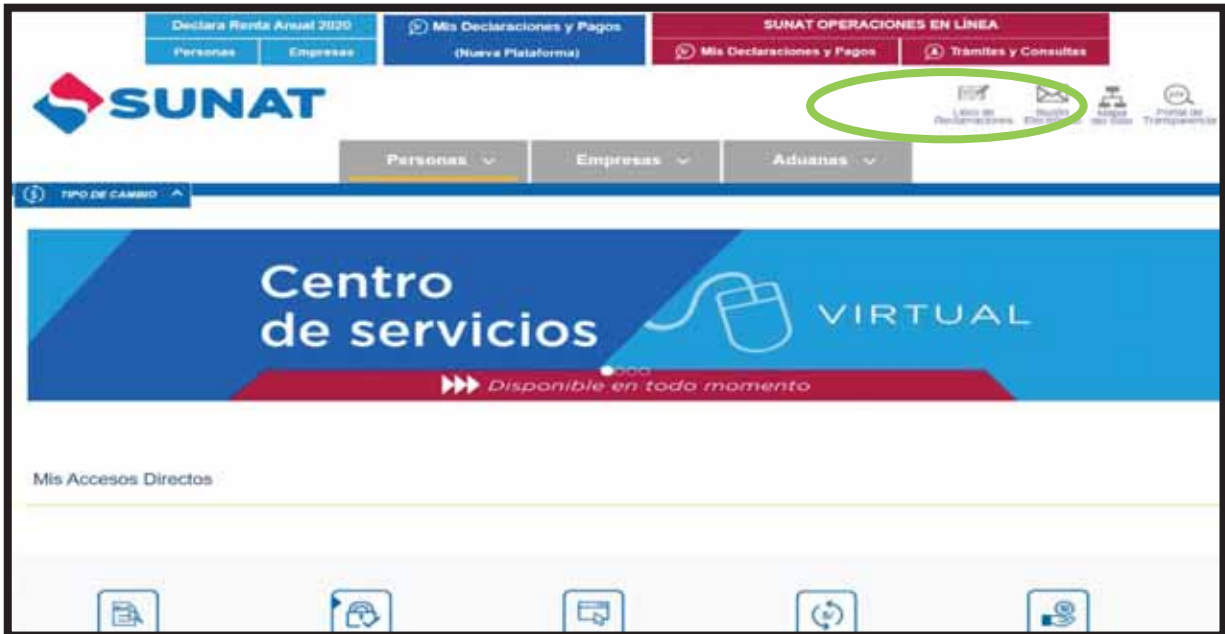 Declara Renta Anual 2020
Personas
Empresas
Mis Declaraciones y Pagos
(Nueva Plataforma)
SUNAT OPERACIONES EN LÍNEA
Mis Declaraciones y Pagos
Trámites y Consultas
SUNAT
Libro de
Reclamaciones
Buzón
Electrónico
Mapa
del Sitio
Portal de
Transparencia
Personas
Empresas
Aduanas
TIPO DE CAMBIO
Centro
de servicios
VIRTUAL
Disponible en todo momento
Mis Accesos Directos